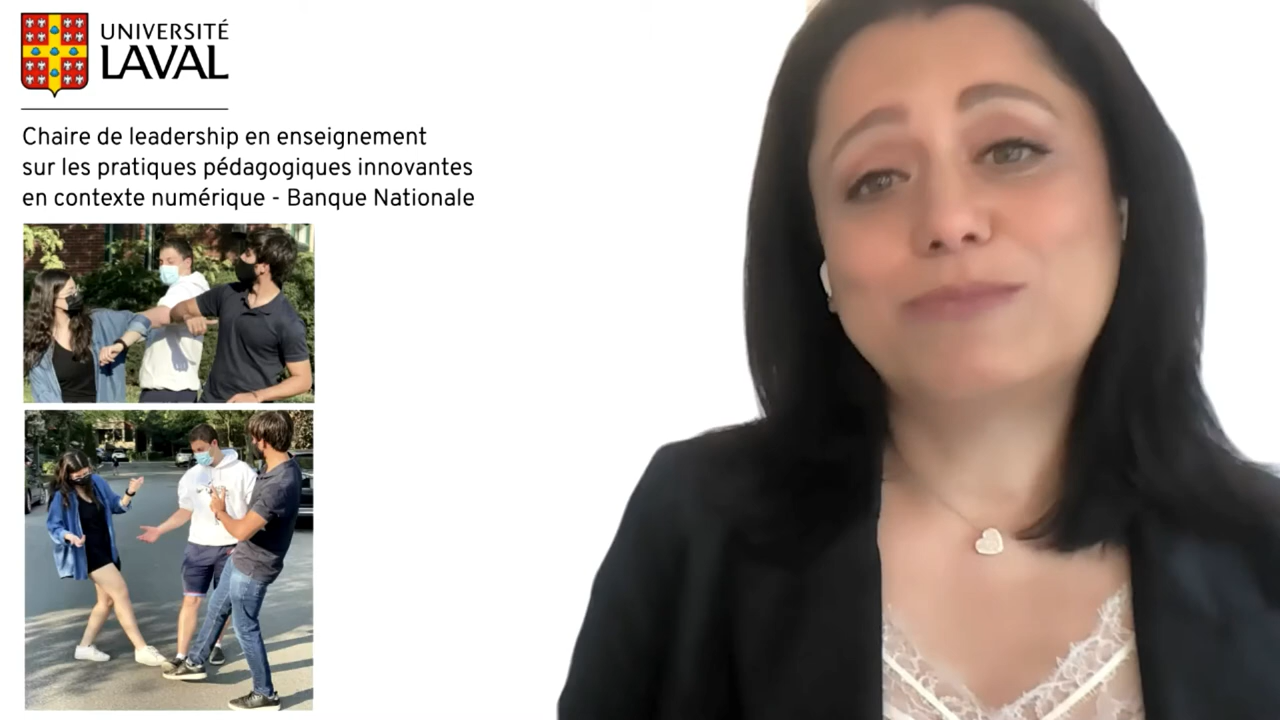 UNIVERSITÉ
LAVAL
Chaire de leadership en enseignement
sur les pratiques pédagogiques innovantes
en contexte numérique - Banque Nationale